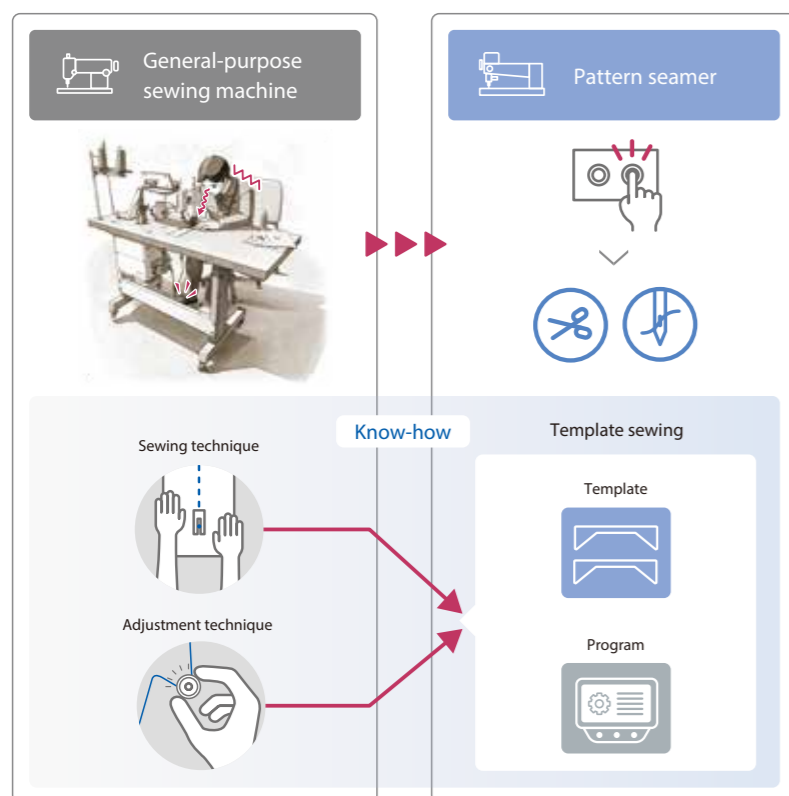 General-purpose
sewing machine
Pattern seamer
Know-how
Template sewing
Sewing technique
Template
Adjustment technique
Program